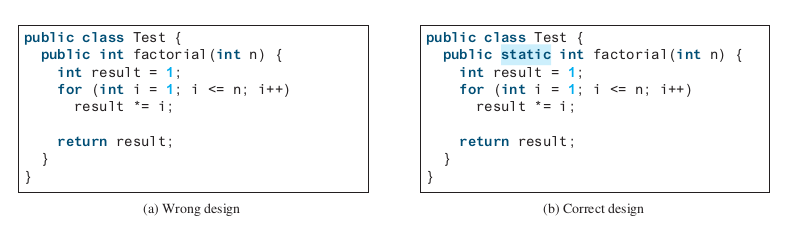 public class Test {
  public int factorial(int n) {
    int result = 1;
    for (int i = 1; i <= n; i++)
      result *= i;

    return result;
  }
}
(a) Wrong design
public class Test {
  public static int factorial(int n) {
    int result = 1;
    for (int i = 1; i <= n; i++)
      result *= i;

    return result;
  }
}
(b) Correct design